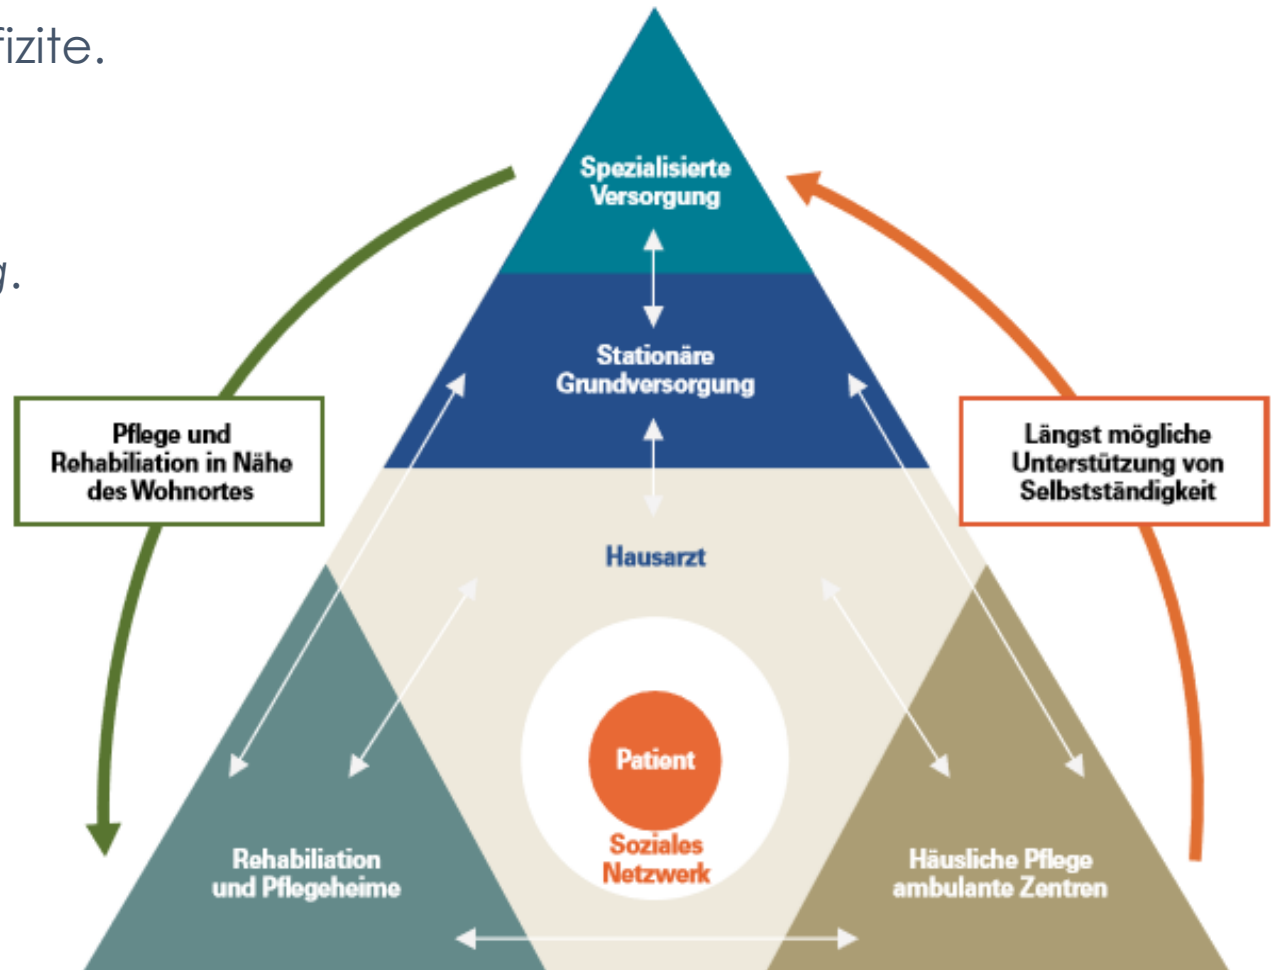 fizite.
g.
Spezialisierte
Versorgung
Stationäre
Grundversorgung
Pflege und
Rehabiliation in Nähe
des Wohnortes
Längst mögliche
Unterstützung von
Selbstständigkeit
Hausarzt
Patient
Soziales
Netzwerk
Rehabiliation
und Pflegeheime
Häusliche Pflege
ambulante Zentren